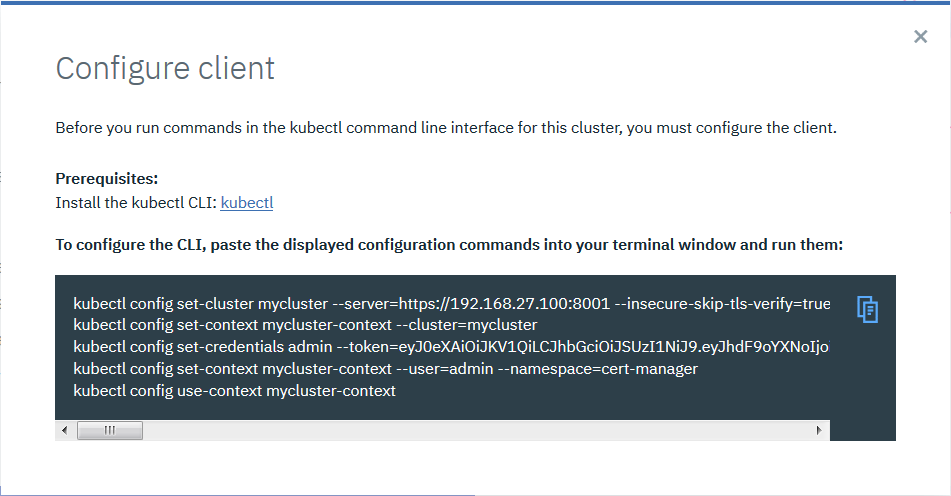 Configure client
Before you run commands in the kubectl command line interface for this cluster, you must configure the client.
Prerequisites:
Install the kubectl CLI: kubectl
To configure the CLI, paste the displayed configuration commands into your terminal window and run them:
kubectl config set-cluster mycluster --server=https://192.168.27.100:8001 --insecure-skip-tls-verify=true
kubectl config set-context mycluster-context --cluster=mycluster
kubectl config set-credentials admin --token=eyJ0eXAiOiJKV1QiLCJhbGciOiJSUzI1NiJ9.eyJhdF9oYXNoIjo
kubectl config set-context mycluster-context --user=admin --namespace=cert-manager
kubectl config use-context mycluster-context